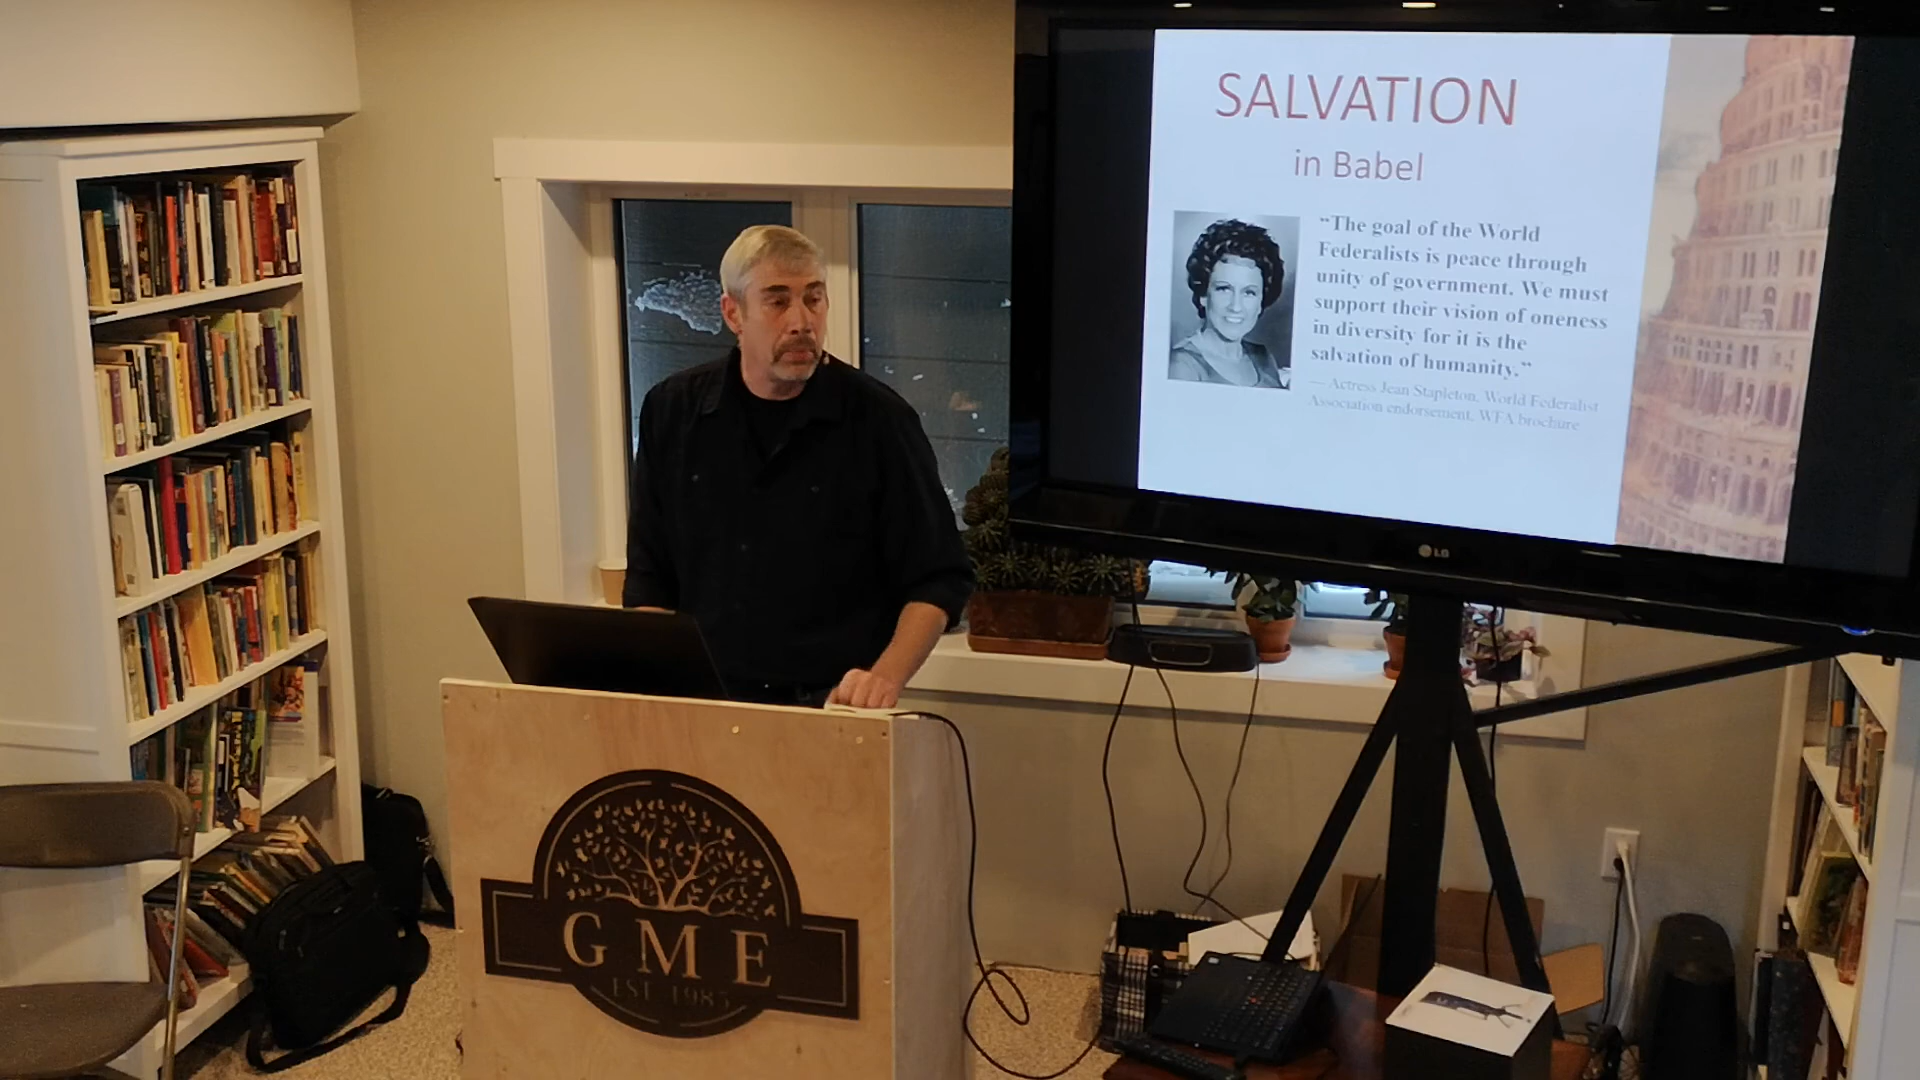 SALVATION
in Babel
“The goal of the World
Federalists is peace through
unity of government. We must
support their vision of oneness
in diversity for it is the
salvation of humanity.”
— Actress Jean Stapleton, World Federalist
Association endorsement, WFA brochure
LG
GME
EST 1985